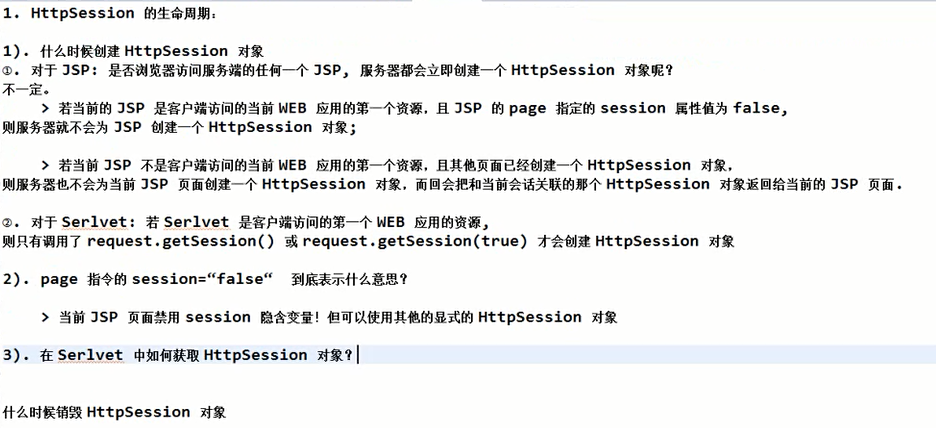 1. HttpSession 的生命周期:
1). 什么时候创建 HttpSession 对象
①. 对于 JSP: 是否浏览器访问服务端的任何一个 JSP, 服务器都会立即创建一个 HttpSession 对象呢?
不一定。
> 若当前的 JSP 是客户端访问的当前 WEB 应用的第一个资源，且 JSP 的 page 指定的 session 属性值为 false,
则服务器就不会为 JSP 创建一个 HttpSession 对象;
> 若当前 JSP 不是客户端访问的当前 WEB 应用的第一个资源，且其他页面已经创建一个 HttpSession 对象,
则服务器也不会为当前 JSP 页面创建一个 HttpSession 对象，而回会把和当前会话关联的那个 HttpSession 对象返回给当前的 JSP 页面.
②. 对于 Serlvet: 若 Serlvet 是客户端访问的第一个 WEB 应用的资源,
则只有调用了 request.getSession() 或 request.getSession(true) 才会创建 HttpSession 对象
2). page 指令的 session=“false“ 到底表示什么意思?
> 当前 JSP 页面禁用 session 隐含变量! 但可以使用其他的显式的 HttpSession 对象
3). 在 Serlvet 中如何获取 HttpSession 对象?
什么时候销毁 HttpSession 对象